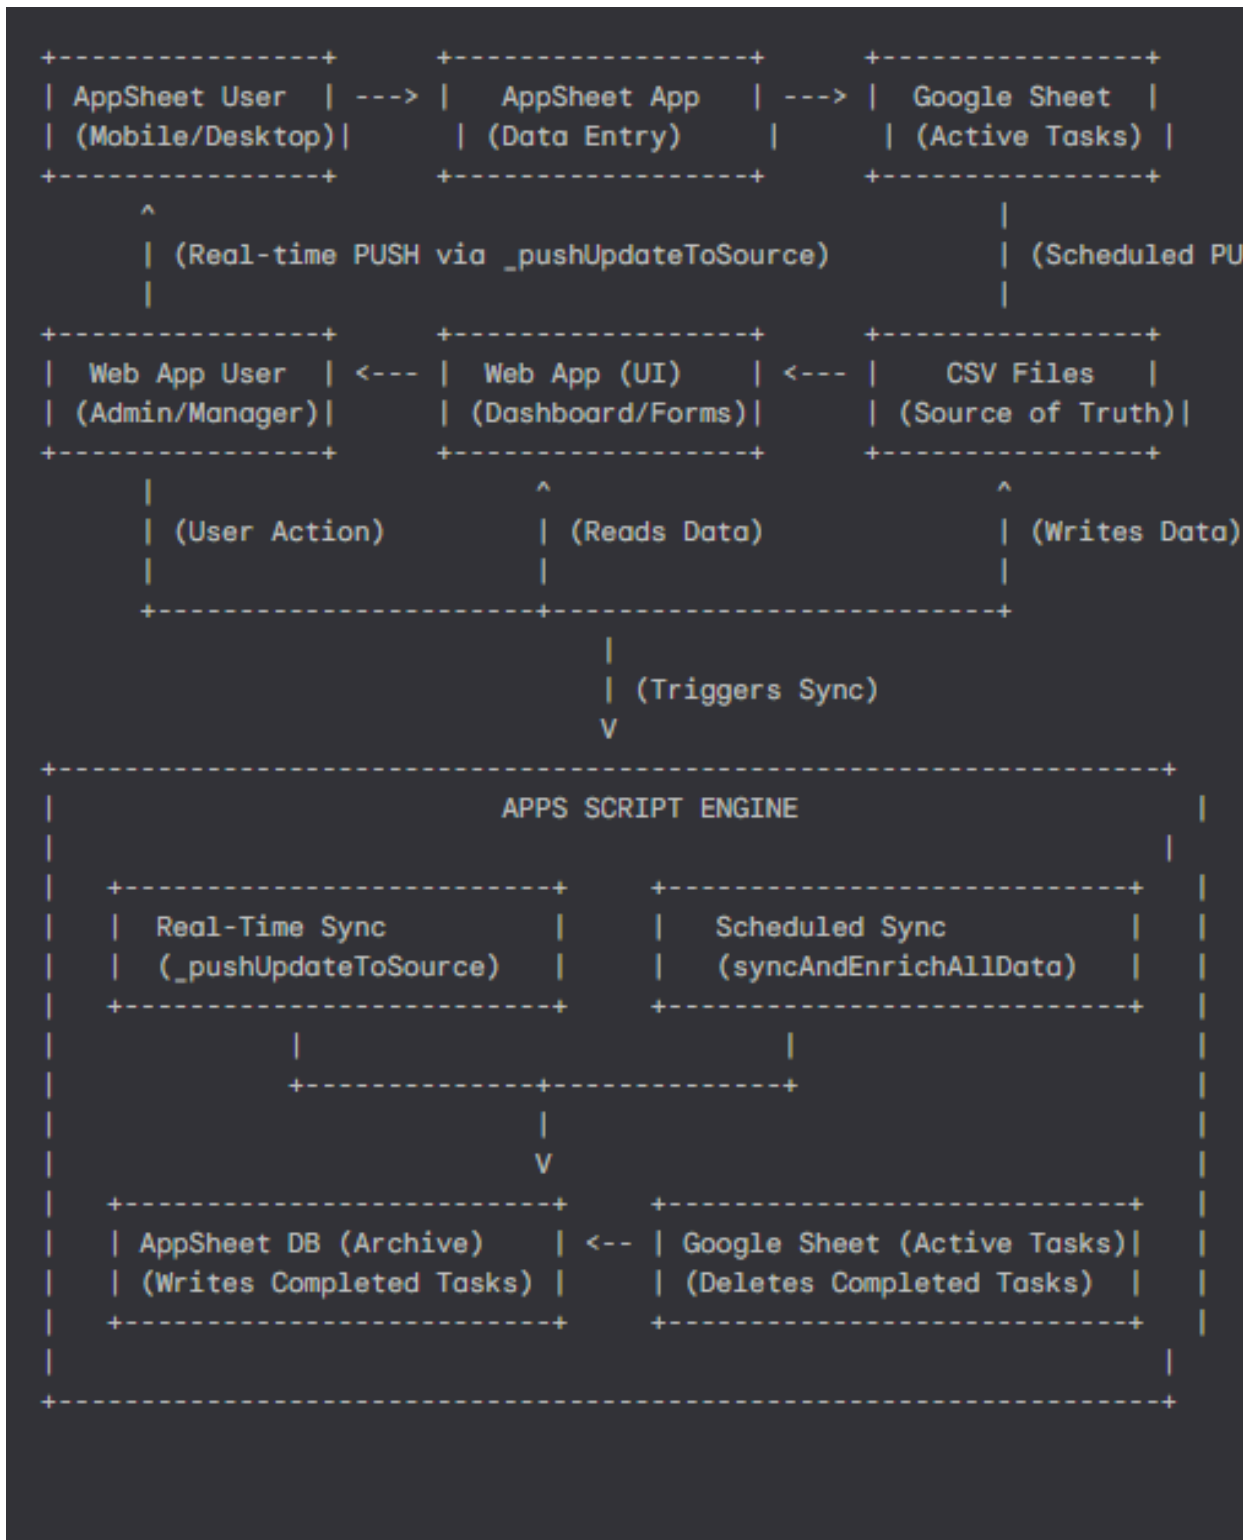 +----------------+      +-------------------+      +----------------+
| AppSheet User  | ---> |   AppSheet App   | ---> |  Google Sheet  |
| (Mobile/Desktop)|      | (Data Entry)     |      | (Active Tasks) |
+----------------+      +-------------------+      +----------------+
      ^                                                   |
      | (Real-time PUSH via _pushUpdateToSource)          | (Scheduled PU
      |                                                   |
+----------------+      +-------------------+      +----------------+
|  Web App User  | <--- |  Web App (UI)    | <--- |    CSV Files   |
| (Admin/Manager)|      | (Dashboard/Forms)|      | (Source of Truth)|
+----------------+      +-------------------+      +----------------+
      |                       ^                           ^
      | (User Action)         | (Reads Data)              | (Writes Data)
      |                       |                           |
      +-----------------------+---------------------------+
                                  |
                                  | (Triggers Sync)
                                  V
+-------------------------------------------------------------------+
|                           APPS SCRIPT ENGINE                        |
|                                                                   |
|   +--------------------------+     +----------------------------+   |
|   |  Real-Time Sync          |     |   Scheduled Sync           |   |
|   |  (_pushUpdateToSource)   |     |   (syncAndEnrichAllData)   |   |
|   +--------------------------+     +----------------------------+   |
|              |                             |                        |
|              +--------------+--------------+                        |
|                             |                                       |
|                             V                                       |
|   +--------------------------+     +----------------------------+   |
|   | AppSheet DB (Archive)    | <-- | Google Sheet (Active Tasks)|   |
|   | (Writes Completed Tasks) |     | (Deletes Completed Tasks)  |   |
|   +--------------------------+     +----------------------------+   |
|                                                                   |
+-------------------------------------------------------------------+